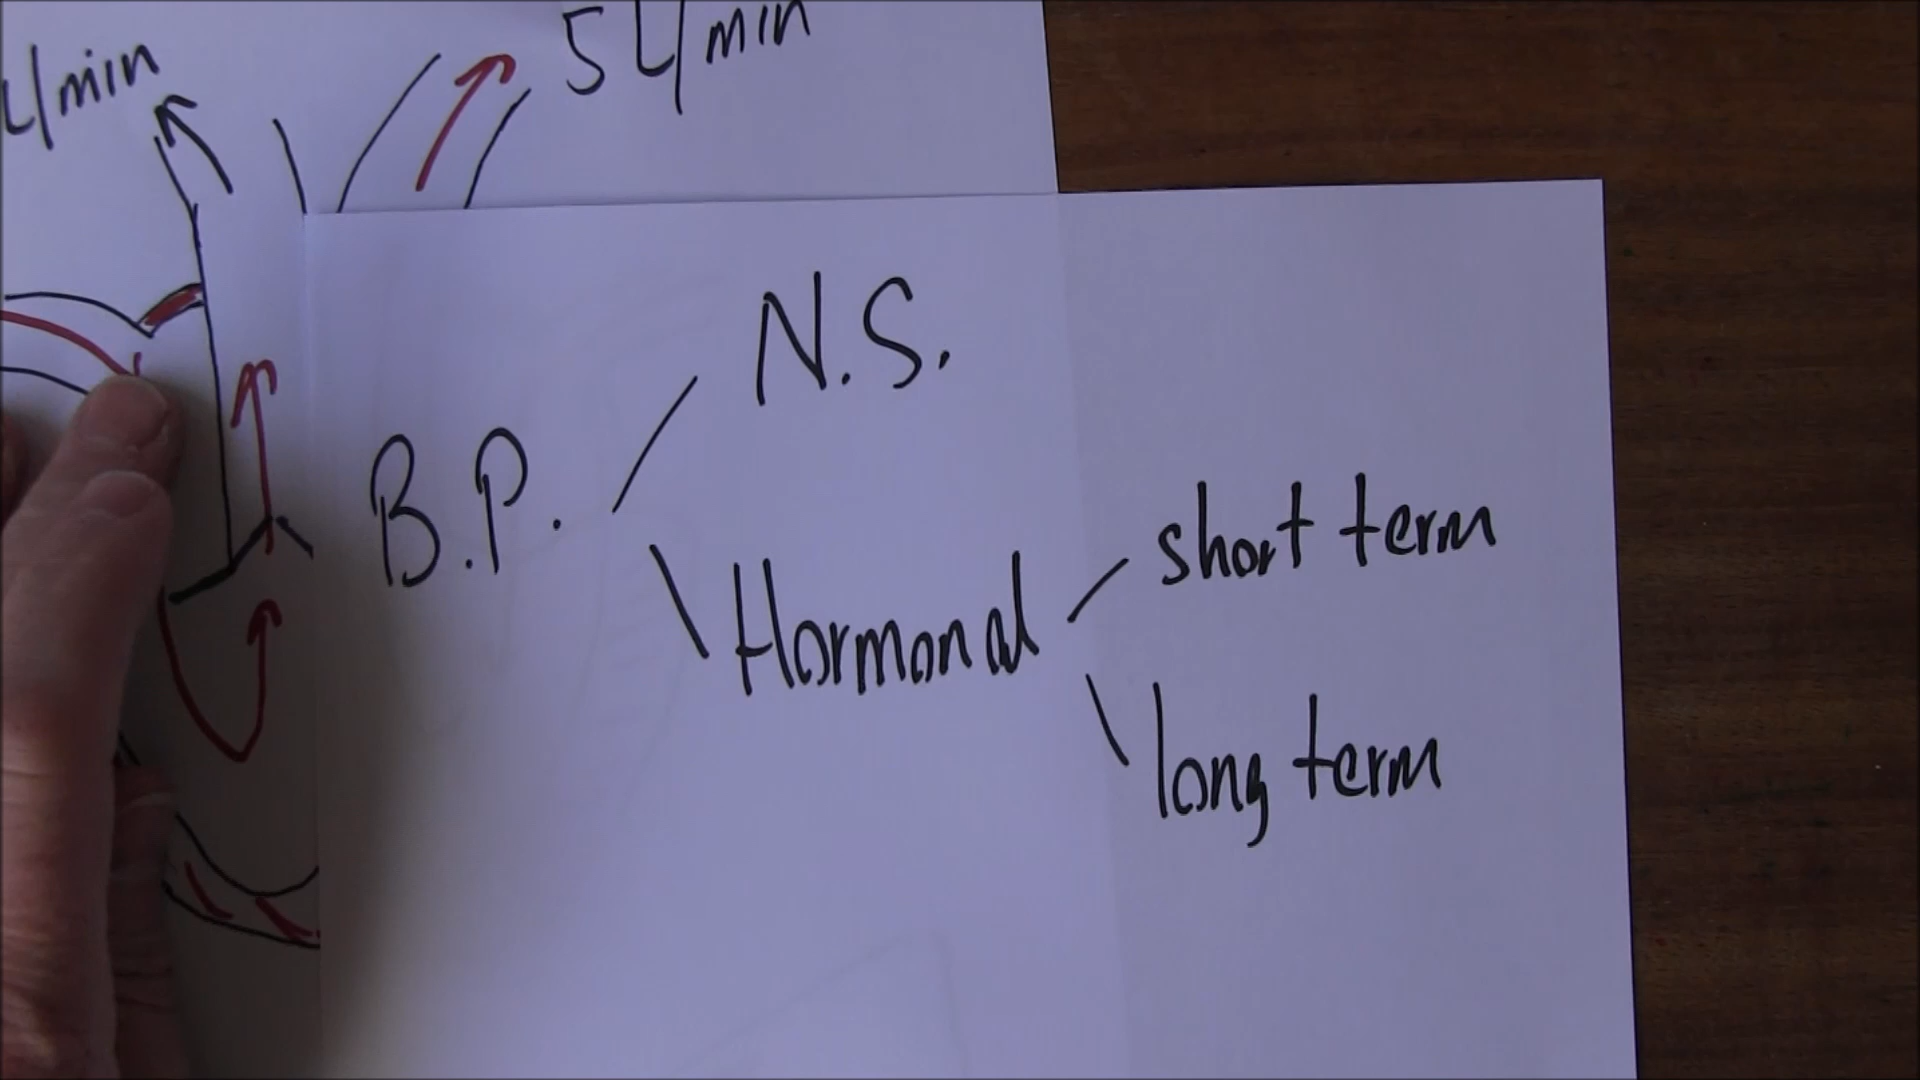 L/min
5 L/min
N.S.
B.P.
Hormonal
short term
long term